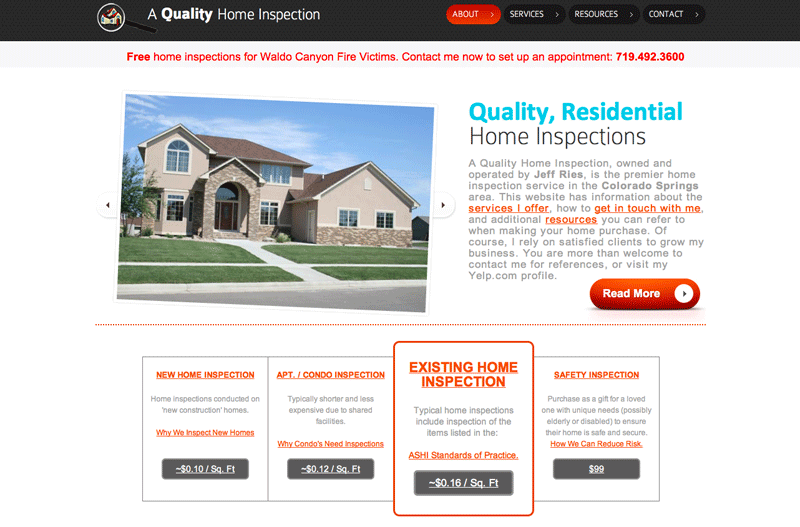 A Quality Home Inspection
ABOUT
SERVICES
RESOURCES
CONTACT
Free home inspections for Waldo Canyon Fire Victims. Contact me now to set up an appointment: 719.492.3600
Quality, Residential
Home Inspections
A Quality Home Inspection, owned and
operated by Jeff Ries, is the premier home
inspection service in the Colorado Springs
area. This website has information about the
services I offer, how to get in touch with me,
and additional resources you can refer to
when making your home purchase. Of
course, I rely on satisfied clients to grow my
business. You are more than welcome to
contact me for references, or visit my
Yelp.com profile.
Read More
NEW HOME INSPECTION
Home inspections conducted on
'new construction' homes.
Why We Inspect New Homes
~$0.10 / Sq. Ft
APT. / CONDO INSPECTION
Typically shorter and less
expensive due to shared
facilities.
Why Condo's Need Inspections
~$0.12 / Sq. Ft
EXISTING HOME
INSPECTION
Typical home inspections
include inspection of the
items listed in the:
ASHI Standards of Practice.
~$0.16 / Sq. Ft
SAFETY INSPECTION
Purchase as a gift for a loved
one with unique needs (possibly
elderly or disabled) to ensure
their home is safe and secure.
How We Can Reduce Risk.
$99